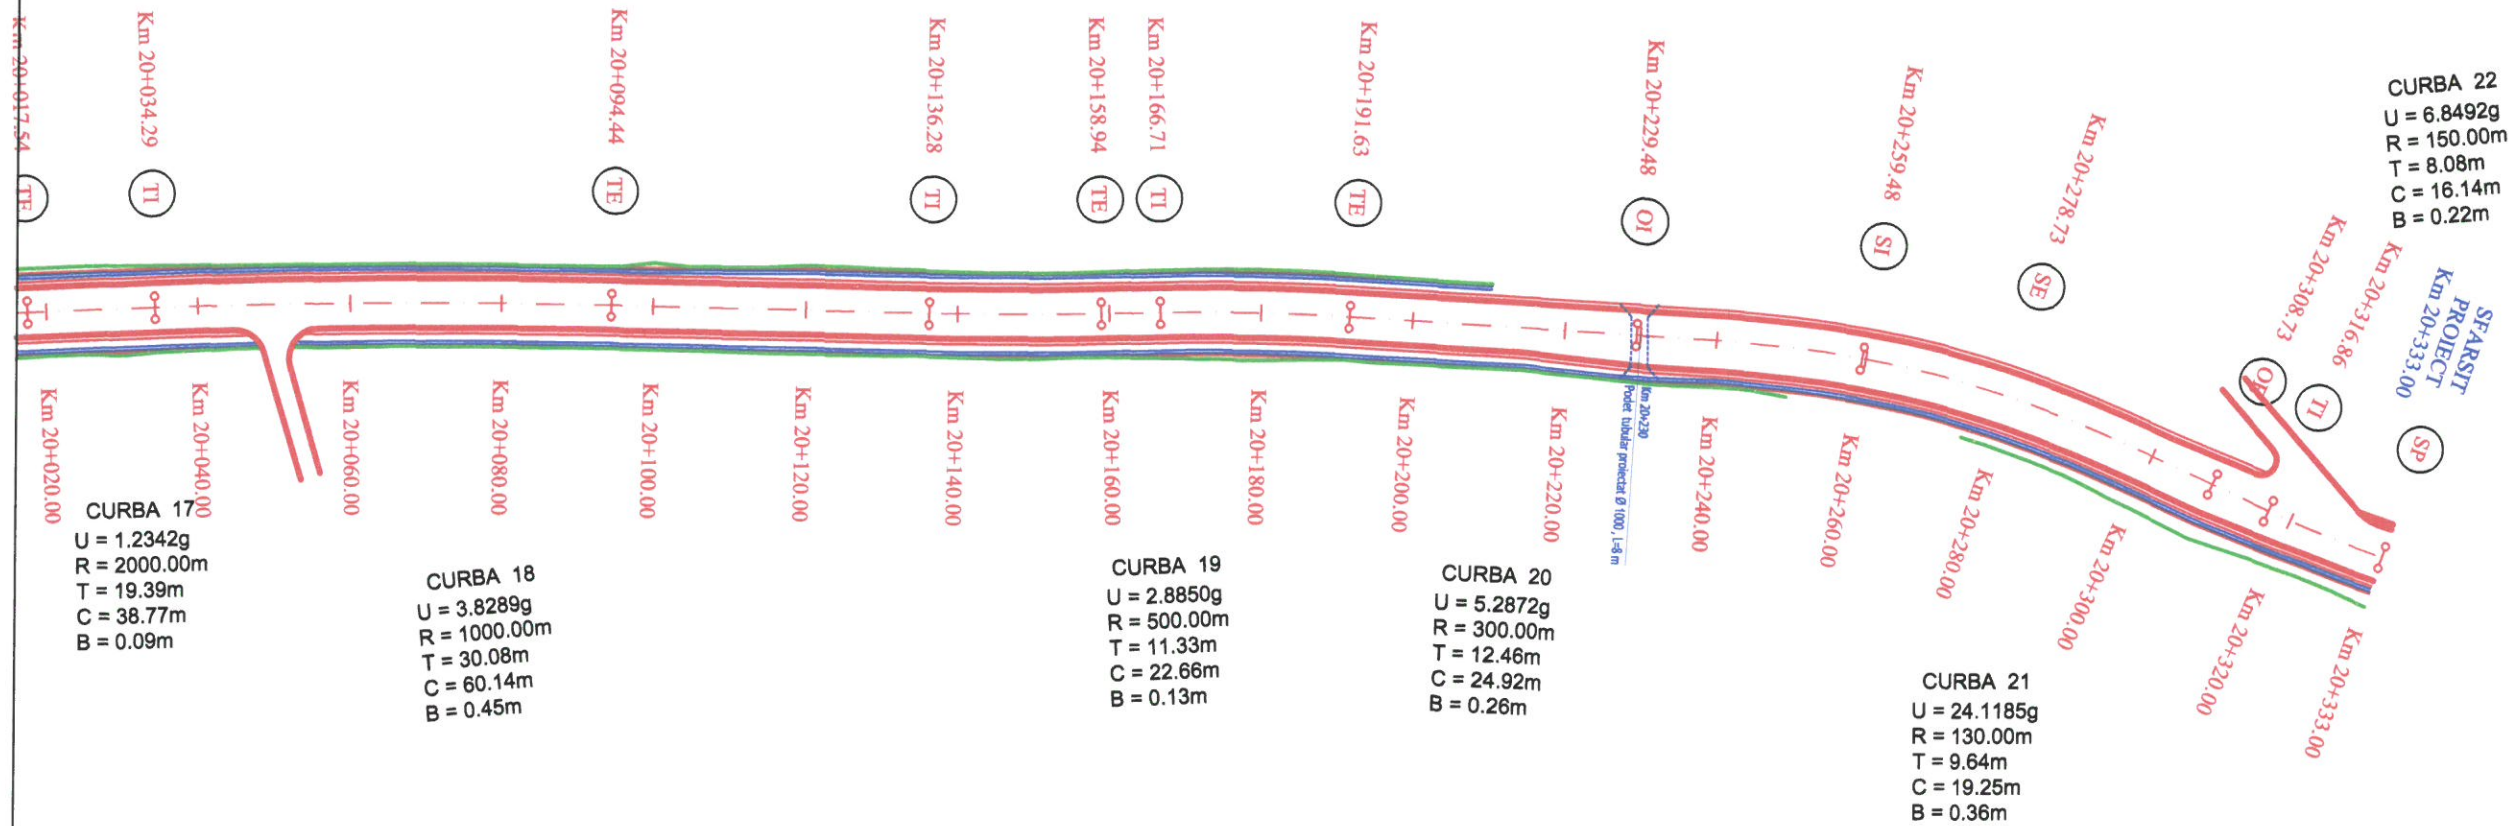 Km 20+017.54
Km 20+034.29
Km 20+094.44
Km 20+136.28
Km 20+158.94
Km 20+166.71
Km 20+191.63
Km 20+229.48
Km 20+259.48
Km 20+278.73
Km 20+308.73
Km 20+316.86
SFARSIT
PROIECT
Km 20+333.00
TE
TI
TE
TI
TE
TI
TE
OI
SI
SE
OE
TI
SP
CURBA 22
U = 6.8492g
R = 150.00m
T = 8.08m
C = 16.14m
B = 0.22m
Km 20+020.00
Km 20+040.00
Km 20+060.00
Km 20+080.00
Km 20+100.00
Km 20+120.00
Km 20+140.00
Km 20+160.00
Km 20+180.00
Km 20+200.00
Km 20+220.00
Km 20+230
Podet tubular proiectat Ø 1000, L=8 m
Km 20+240.00
Km 20+260.00
Km 20+280.00
Km 20+300.00
Km 20+320.00
Km 20+333.00
CURBA 17
U = 1.2342g
R = 2000.00m
T = 19.39m
C = 38.77m
B = 0.09m
CURBA 18
U = 3.8289g
R = 1000.00m
T = 30.08m
C = 60.14m
B = 0.45m
CURBA 19
U = 2.8850g
R = 500.00m
T = 11.33m
C = 22.66m
B = 0.13m
CURBA 20
U = 5.2872g
R = 300.00m
T = 12.46m
C = 24.92m
B = 0.26m
CURBA 21
U = 24.1185g
R = 130.00m
T = 9.64m
C = 19.25m
B = 0.36m